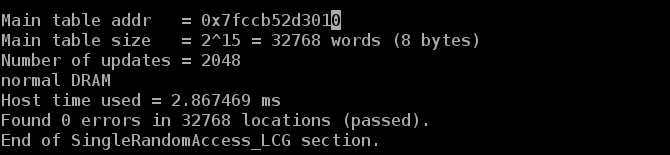 Main table addr   = 0x7fccb52d3010
Main table size   = 2^15 = 32768 words (8 bytes)
Number of updates = 2048
normal DRAM
Host time used = 2.867469 ms
Found 0 errors in 32768 locations (passed).
End of SingleRandomAccess_LCG section.